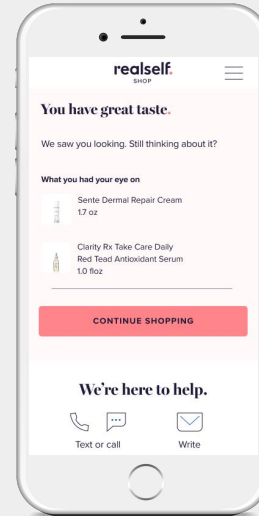 realself.
SHOP
You have great taste.
We saw you looking. Still thinking about it?
What you had your eye on
Sente Dermal Repair Cream
1.7 oz
Clarity Rx Take Care Daily
Red Tead Antioxidant Serum
1.0 floz
CONTINUE SHOPPING
We're here to help.
Text or call
Write